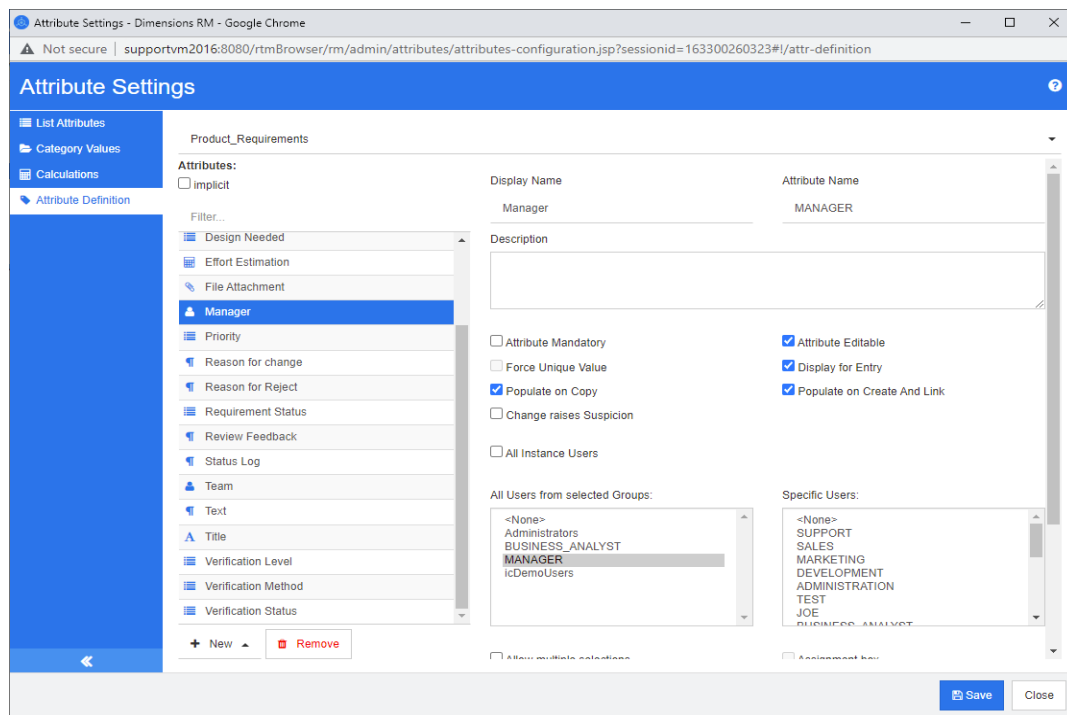 Attribute Settings - Dimensions RM - Google Chrome
Not secure | supportvm2016:8080/rtmBrowser/rm/admin/attributes/attributes-configuration.jsp?sessionid=163300260323#!/attr-definition
Attribute Settings
List Attributes
Category Values
Calculations
Attribute Definition
Product_Requirements
Attributes:
implicit
Filter...
Design Needed
Effort Estimation
File Attachment
Manager
Priority
Reason for change
Reason for Reject
Requirement Status
Review Feedback
Status Log
Team
Text
Title
Verification Level
Verification Method
Verification Status
New
Remove
Display Name
Manager
Attribute Name
MANAGER
Description
Attribute Mandatory
Attribute Editable
Force Unique Value
Display for Entry
Populate on Copy
Populate on Create And Link
Change raises Suspicion
All Instance Users
All Users from selected Groups:
<None>
Administrators
BUSINESS_ANALYST
MANAGER
icDemoUsers
Specific Users:
<None>
SUPPORT
SALES
MARKETING
DEVELOPMENT
ADMINISTRATION
TEST
JOE
BUSINESS_ANALYST
Allow multiple selections
Assignment box
Save
Close